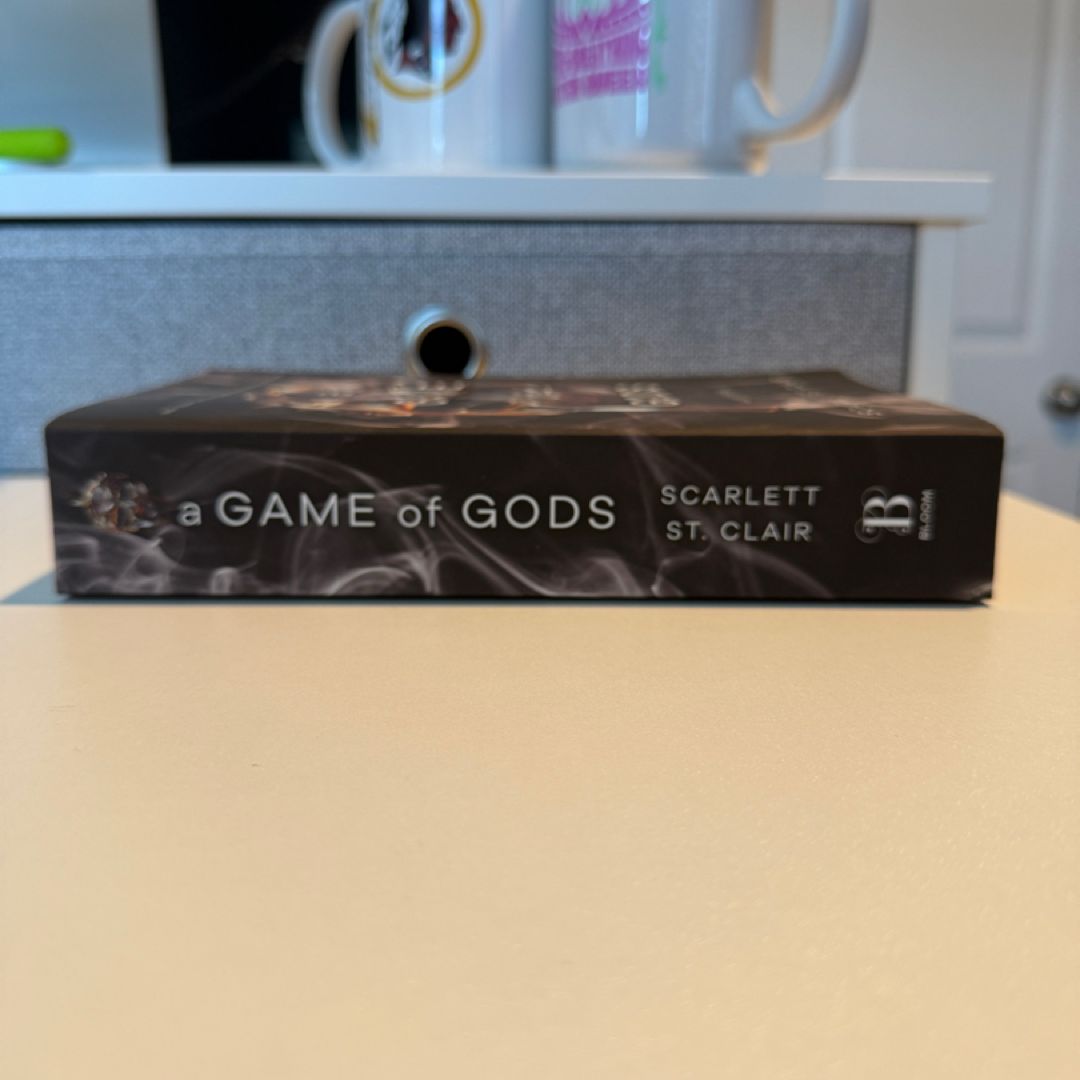 a GAME of GODS
SCARLETT
ST. CLAIR
B
BLOOM